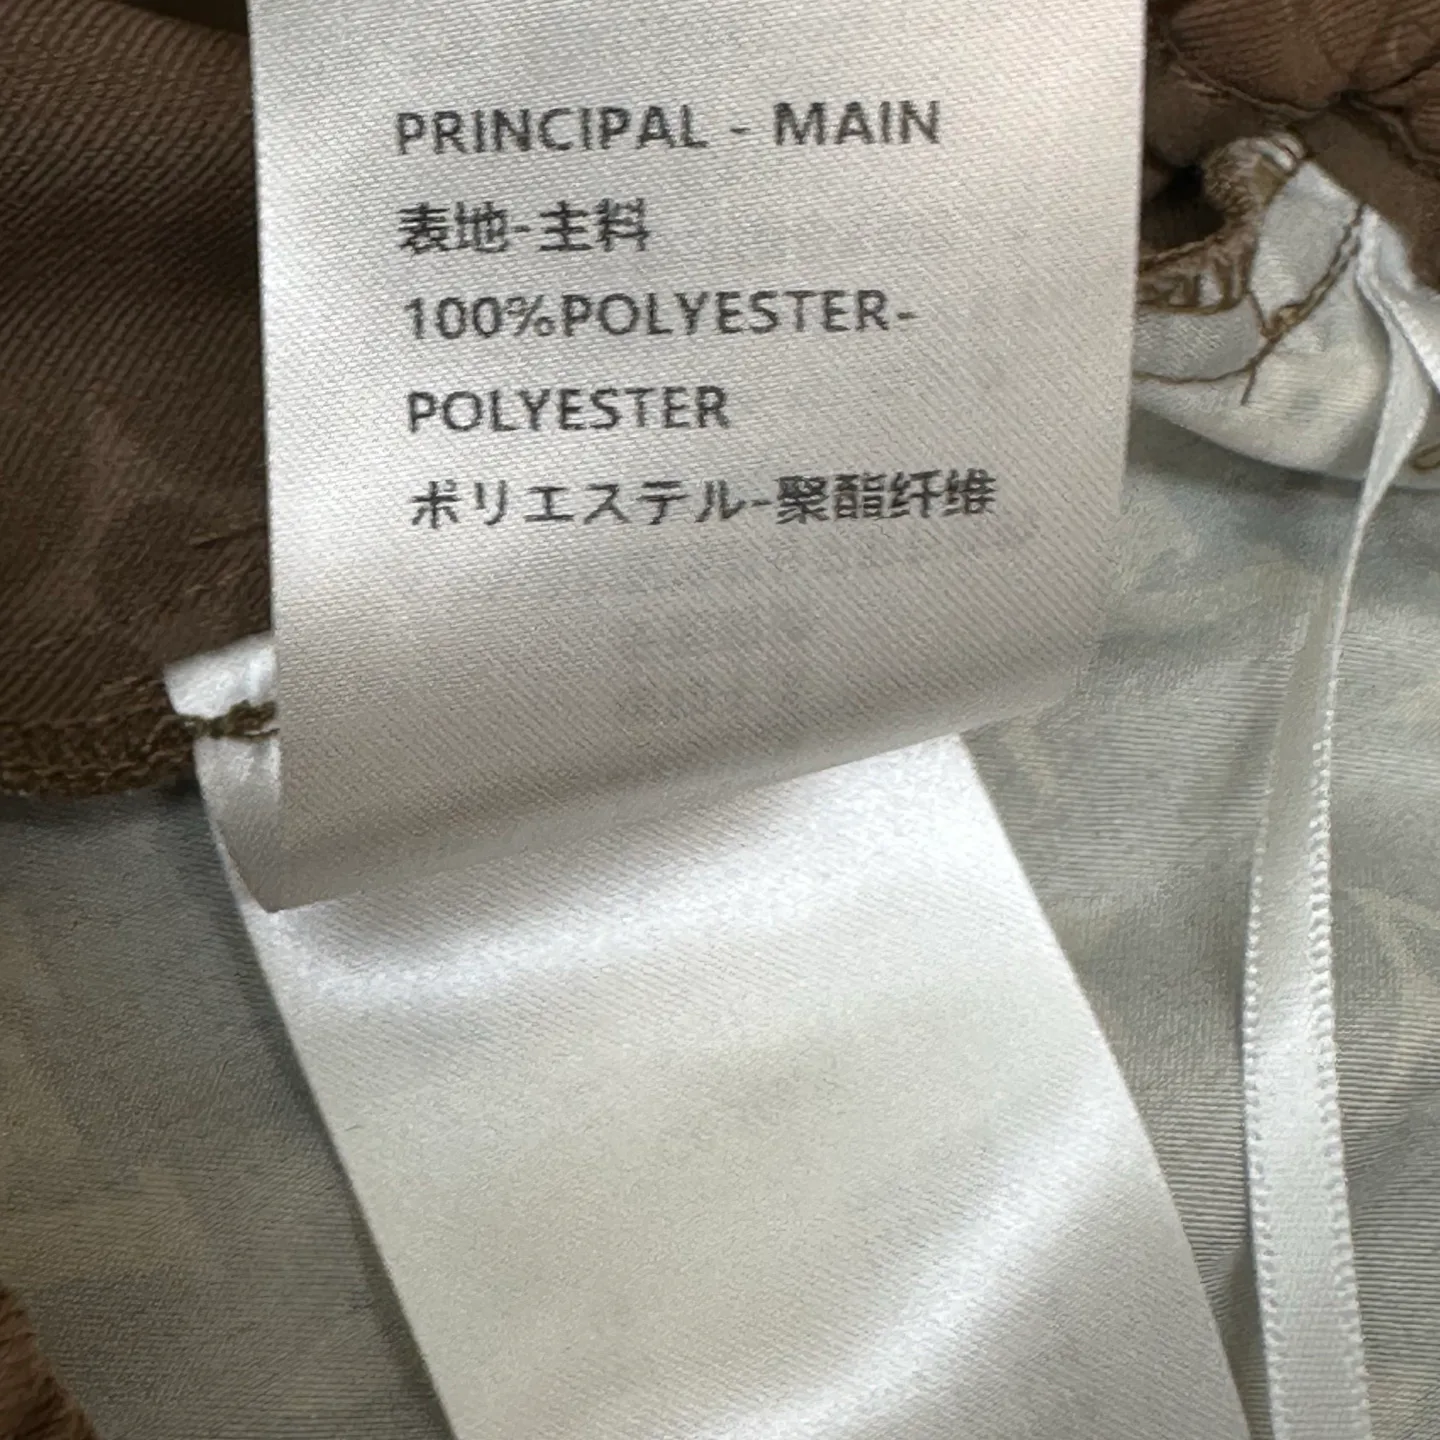 PRINCIPAL - MAIN
表地-主料
100%POLYESTER-
POLYESTER
ポリエステル-聚酯纤维